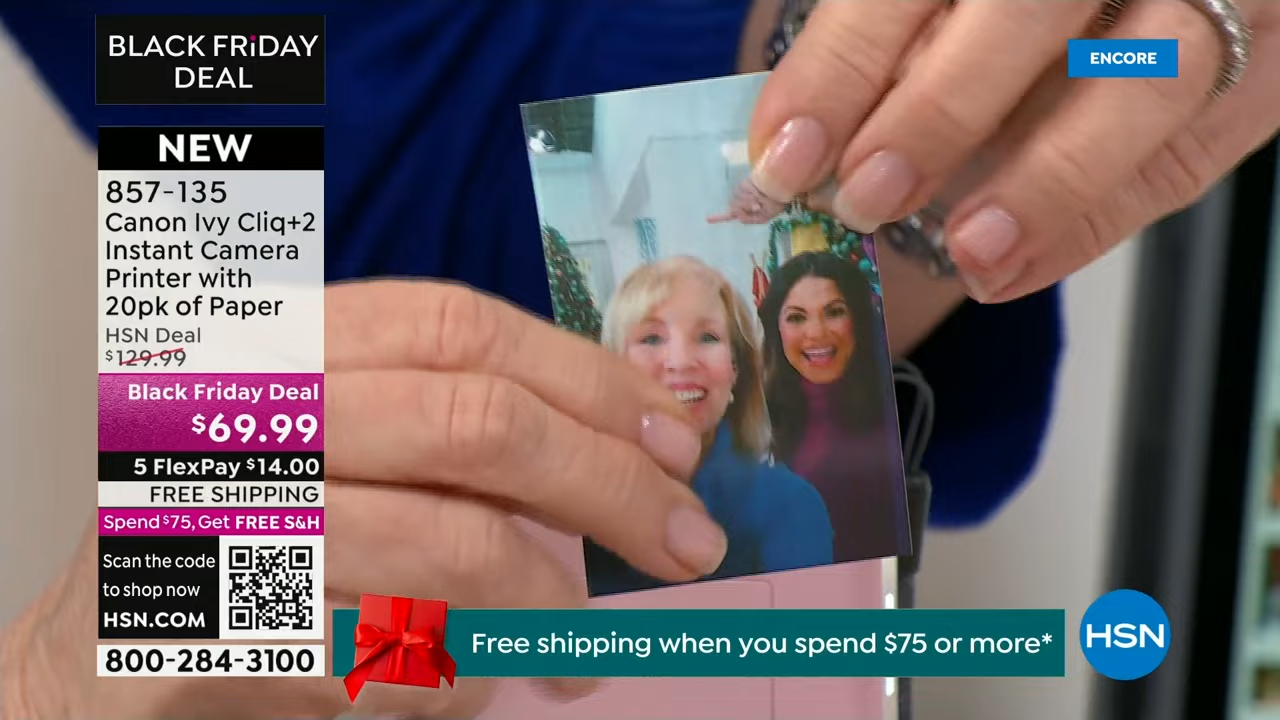 BLACK FRiDAY
DEAL
ENCORE
NEW
857-135
Canon Ivy Cliq+2
Instant Camera
Printer with
20pk of Paper
HSN Deal
$129.99
Black Friday Deal
$69.99
5 FlexPay $14.00
FREE SHIPPING
Spend $75, Get FREE S&H
Scan the code
to shop now
HSN.COM
800-284-3100
Free shipping when you spend $75 or more*
HSN